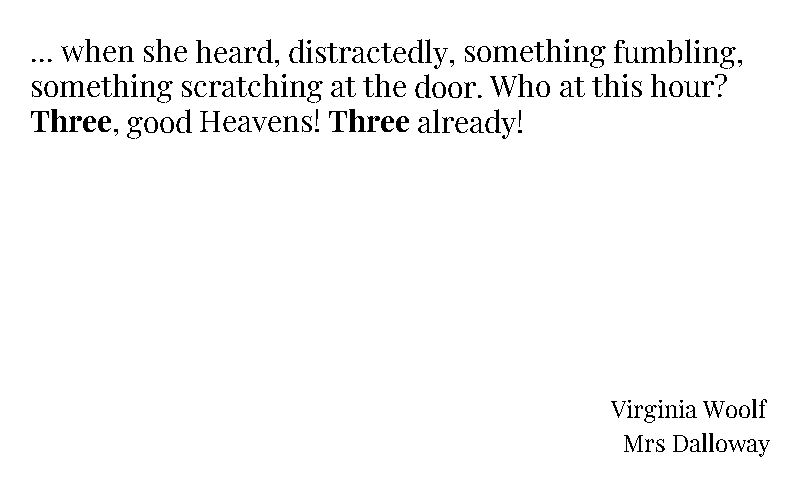 ... when she heard, distractedly, something fumbling,
something scratching at the door. Who at this hour?
Three, good Heavens! Three already!
Virginia Woolf
Mrs Dalloway